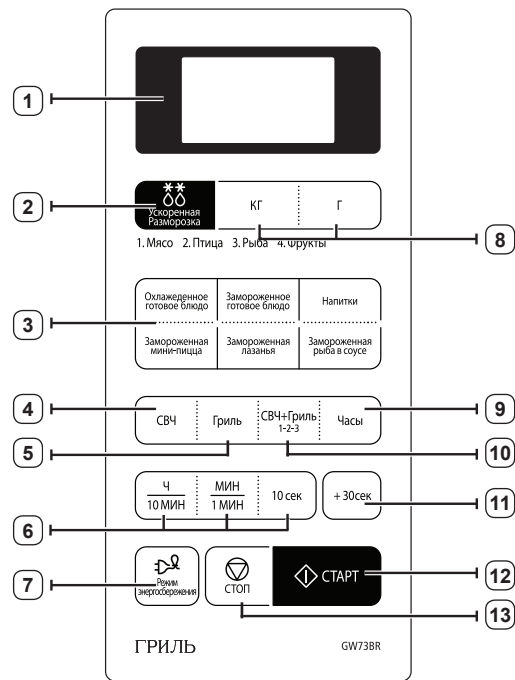 1
2
Ускоренная
Разморозка
КГ
Г
8
1. Мясо 2. Птица 3. Рыба 4. Фрукты
3
Охлажеденное
готовое блюдо
Замороженное
готовое блюдо
Напитки
Замороженная
мини-пицца
Замороженная
лазанья
Замороженная
рыба в соусе
4
СВЧ
Гриль
СВЧ+Гриль
1-2-3
Часы
9
5
10
Ч
10 МИН
МИН
1 МИН
10 сек
+30сек
11
6
7
Режим
энергосбережения
СТОП
СТАРТ
12
13
ГРИЛЬ
GW73BR